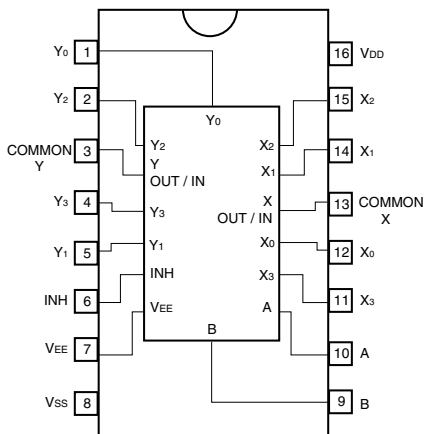 Y0 1 16 VDD
Y2 2 15 X2
COMMON Y 3 14 X1
Y3 4 13 COMMON X
Y1 5 12 X0
INH 6 11 X3
VEE 7 10 A
VSS 8 9 B
Y0
Y2 X2
Y OUT / IN X1
Y3 X OUT / IN
Y1 X0
INH X3
VEE A
B